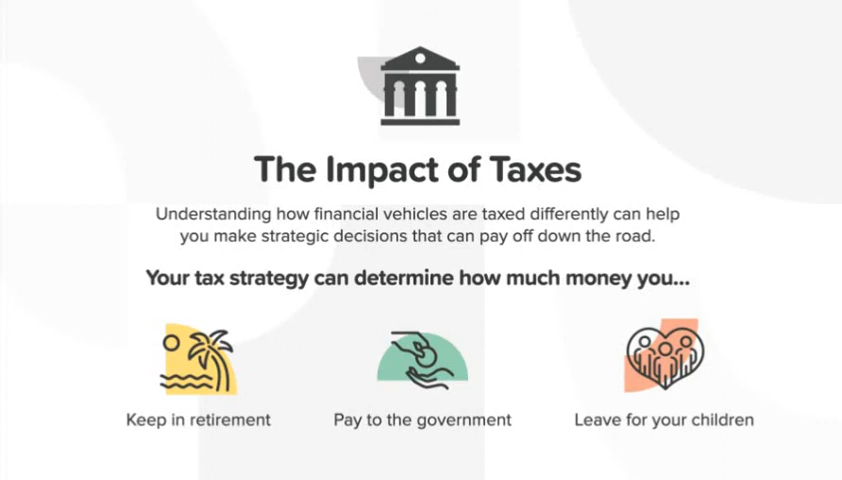 The Impact of Taxes
Understanding how financial vehicles are taxed differently can help
you make strategic decisions that can pay off down the road.
Your tax strategy can determine how much money you...
Keep in retirement
Pay to the government
Leave for your children